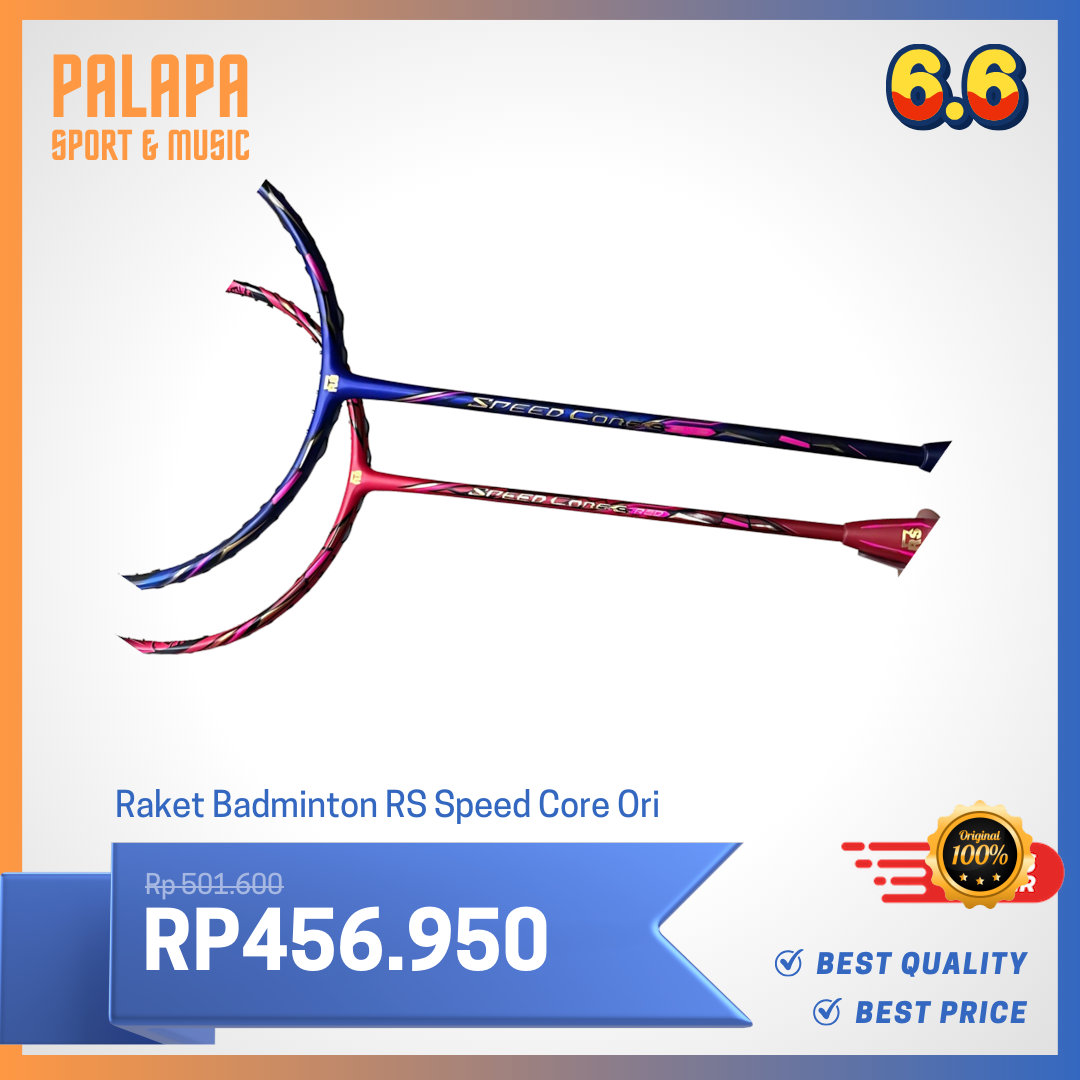 PALAPA
SPORT & MUSIC
6.6
SPEED CORE
SPEED CORE
RS
Raket Badminton RS Speed Core Ori
Rp 501.600
RP456.950
Original
100%
BEST QUALITY
BEST PRICE